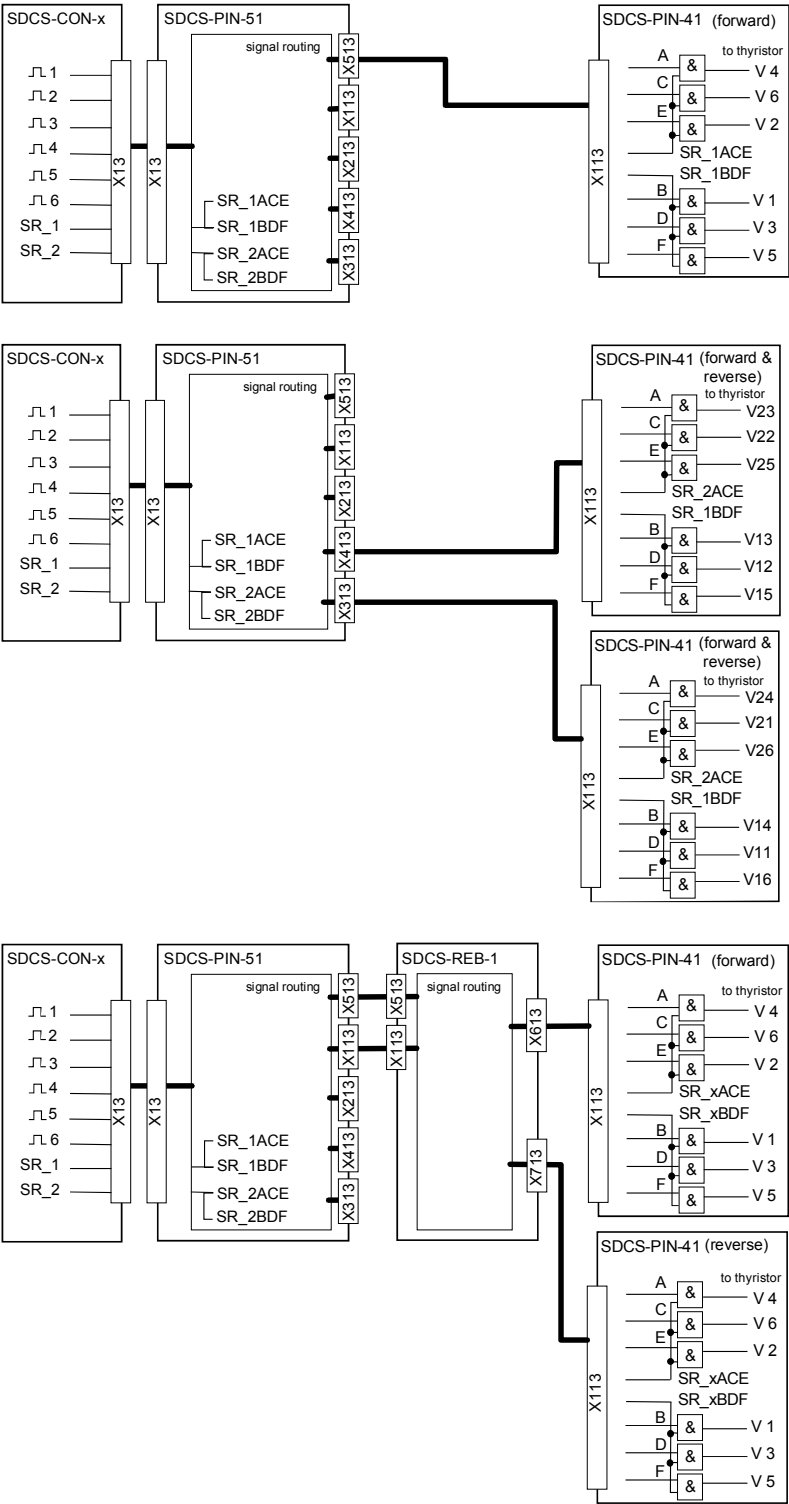 SDCS-CON-x
SDCS-PIN-51
SDCS-PIN-41 (forward)
signal routing
to thyristor
1
2
3
4
5
6
SR_1
SR_2
X13
X13
SR_1ACE
SR_1BDF
SR_2ACE
SR_2BDF
X513
X113
X213
X413
X313
X113
A
&
V 4
C
&
V 6
E
&
V 2
SR_1ACE
SR_1BDF
B
&
V 1
D
&
V 3
F
&
V 5
SDCS-CON-x
SDCS-PIN-51
SDCS-PIN-41 (forward &
reverse)
signal routing
to thyristor
1
2
3
4
5
6
SR_1
SR_2
X13
X13
SR_1ACE
SR_1BDF
SR_2ACE
SR_2BDF
X513
X113
X213
X413
X313
X113
A
&
V23
C
&
V22
E
&
V25
SR_2ACE
SR_1BDF
B
&
V13
D
&
V12
F
&
V15
SDCS-PIN-41 (forward &
reverse)
to thyristor
X113
A
&
V24
C
&
V21
E
&
V26
SR_2ACE
SR_1BDF
B
&
V14
D
&
V11
F
&
V16
SDCS-CON-x
SDCS-PIN-51
SDCS-REB-1
SDCS-PIN-41 (forward)
signal routing
signal routing
to thyristor
1
2
3
4
5
6
SR_1
SR_2
X13
X13
SR_1ACE
SR_1BDF
SR_2ACE
SR_2BDF
X513
X113
X213
X413
X313
X513
X113
X613
X713
X113
A
&
V 4
C
&
V 6
E
&
V 2
SR_xACE
SR_xBDF
B
&
V 1
D
&
V 3
F
&
V 5
SDCS-PIN-41 (reverse)
to thyristor
X113
A
&
V 4
C
&
V 6
E
&
V 2
SR_xACE
SR_xBDF
B
&
V 1
D
&
V 3
F
&
V 5